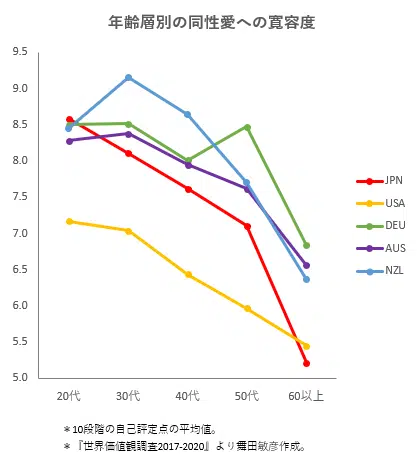 年齢層別の同性愛への寛容度
9.5
9.0
8.5
8.0
7.5
7.0
6.5
6.0
5.5
5.0
20代 30代 40代 50代 60以上
JPN
USA
DEU
AUS
NZL
＊10段階の自己評定点の平均値。
＊『世界価値観調査2017-2020』より舞田敏彦作成。